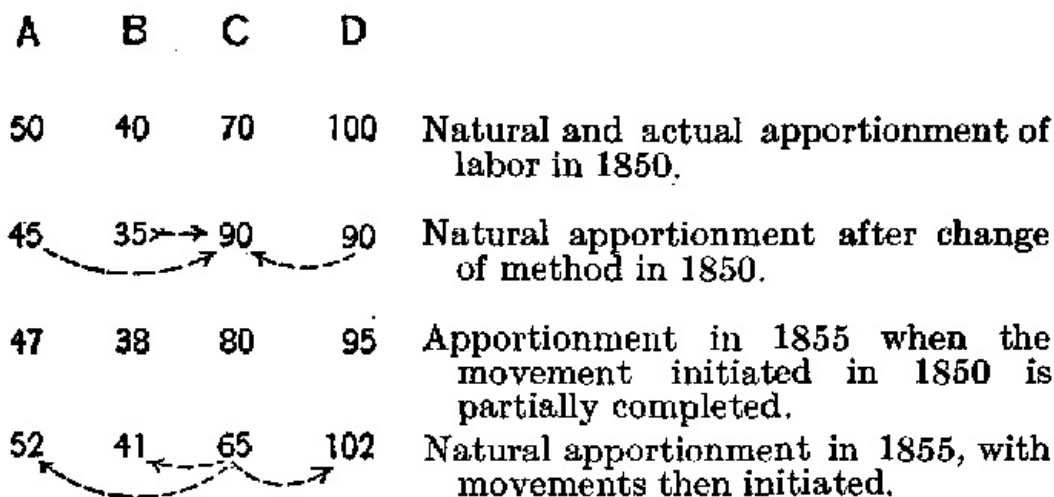 A B C D
50 40 70 100 Natural and actual apportionment of
labor in 1850.
45 35 90 90 Natural apportionment after change
of method in 1850.
47 38 80 95 Apportionment in 1855 when the
movement initiated in 1850 is
partially completed.
52 41 65 102 Natural apportionment in 1855, with
movements then initiated.